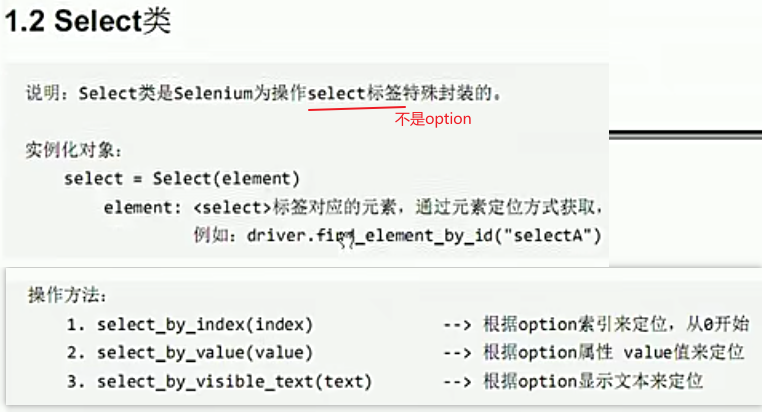 1.2 Select类
说明：Select类是Selenium为操作select标签特殊封装的。
不是option
实例化对象：
select = Select(element)
element: <select>标签对应的元素，通过元素定位方式获取，
例如：driver.find_element_by_id("selectA")
操作方法：
1. select_by_index(index) --> 根据option索引来定位，从0开始
2. select_by_value(value) --> 根据option属性 value值来定位
3. select_by_visible_text(text) --> 根据option显示文本来定位